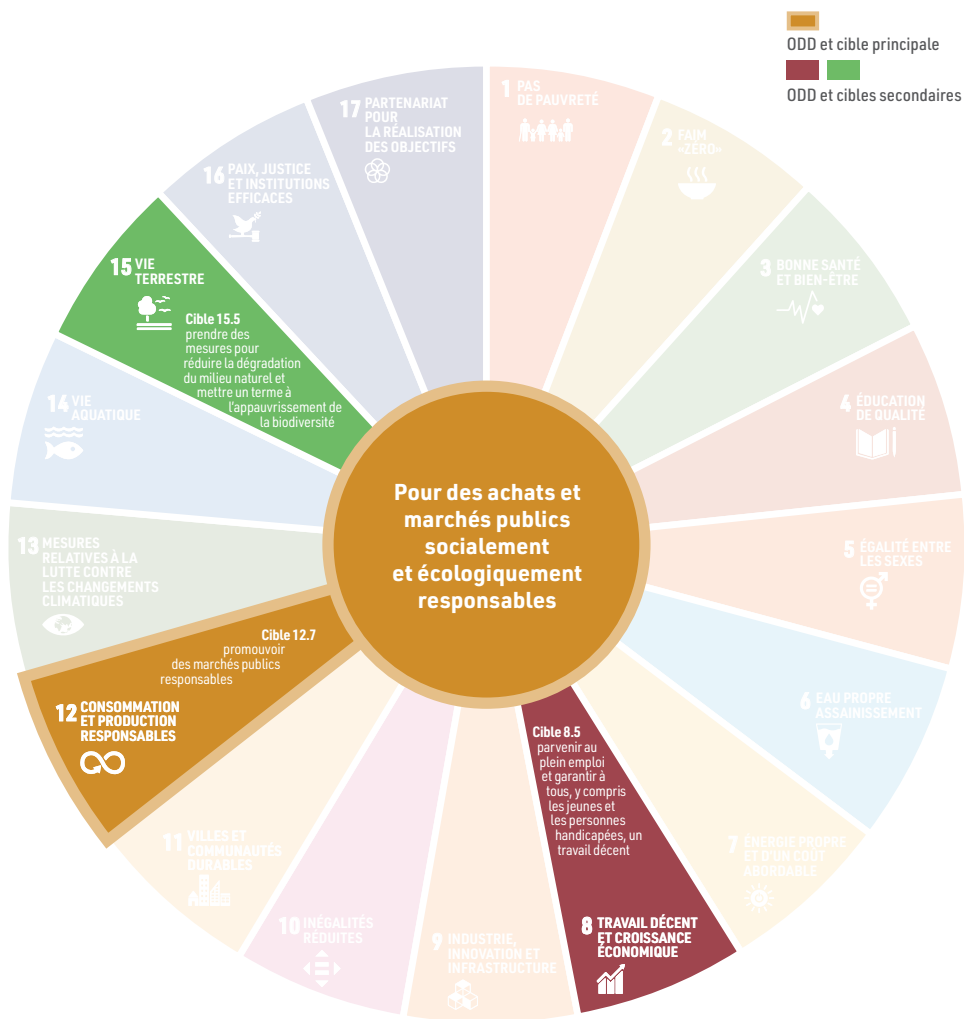 ODD et cible principale
ODD et cibles secondaires
1 PAS
DE PAUVRETÉ
2 FAIM
«ZÉRO»
3 BONNE SANTÉ
ET BIEN-ÊTRE
4 ÉDUCATION
DE QUALITÉ
5 ÉGALITÉ ENTRE
LES SEXES
6 EAU PROPRE
ASSAINISSEMENT
7 ÉNERGIE PROPRE
ET D'UN COÛT
ABORDABLE
Cible 8.5
parvenir au
plein emploi
et garantir à
tous, y compris
les jeunes et
les personnes
handicapées, un
travail décent
8 TRAVAIL DÉCENT
ET CROISSANCE
ÉCONOMIQUE
9 INDUSTRIE,
INNOVATION ET
INFRASTRUCTURE
10 INÉGALITÉS
RÉDUITES
11 VILLES ET
COMMUNAUTÉS
DURABLES
Cible 12.7
promouvoir
des marchés publics
responsables
12 CONSOMMATION
ET PRODUCTION
RESPONSABLES
13 MESURES
RELATIVES À LA
LUTTE CONTRE
LES CHANGEMENTS
CLIMATIQUES
14 VIE
AQUATIQUE
15 VIE
TERRESTRE
Cible 15.5
prendre des
mesures pour
réduire la dégradation
du milieu naturel et
mettre un terme à
l'appauvrissement de
la biodiversité
16 PAIX, JUSTICE
ET INSTITUTIONS
EFFICACES
17 PARTENARIAT
POUR
LA RÉALISATION
DES OBJECTIFS
Pour des achats et
marchés publics
socialement
et écologiquement
responsables